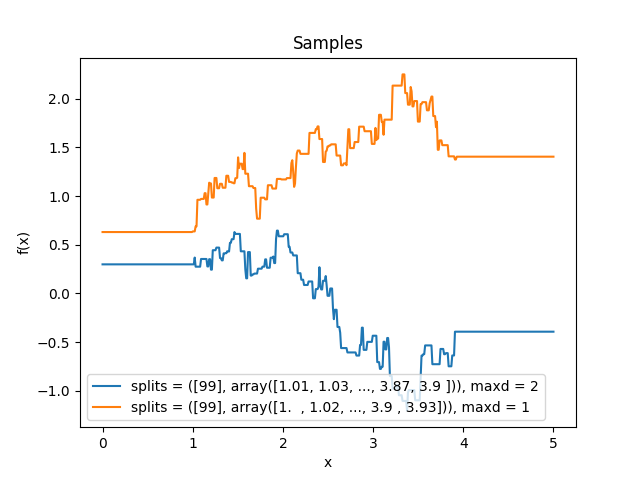 Samples
f(x)
2.0
1.5
1.0
0.5
0.0
−0.5
−1.0
splits = ([99], array([1.01, 1.03, ..., 3.87, 3.9 ])), maxd = 2
splits = ([99], array([1.  , 1.02, ..., 3.9 , 3.93])), maxd = 1
0 1 2 3 4 5
x